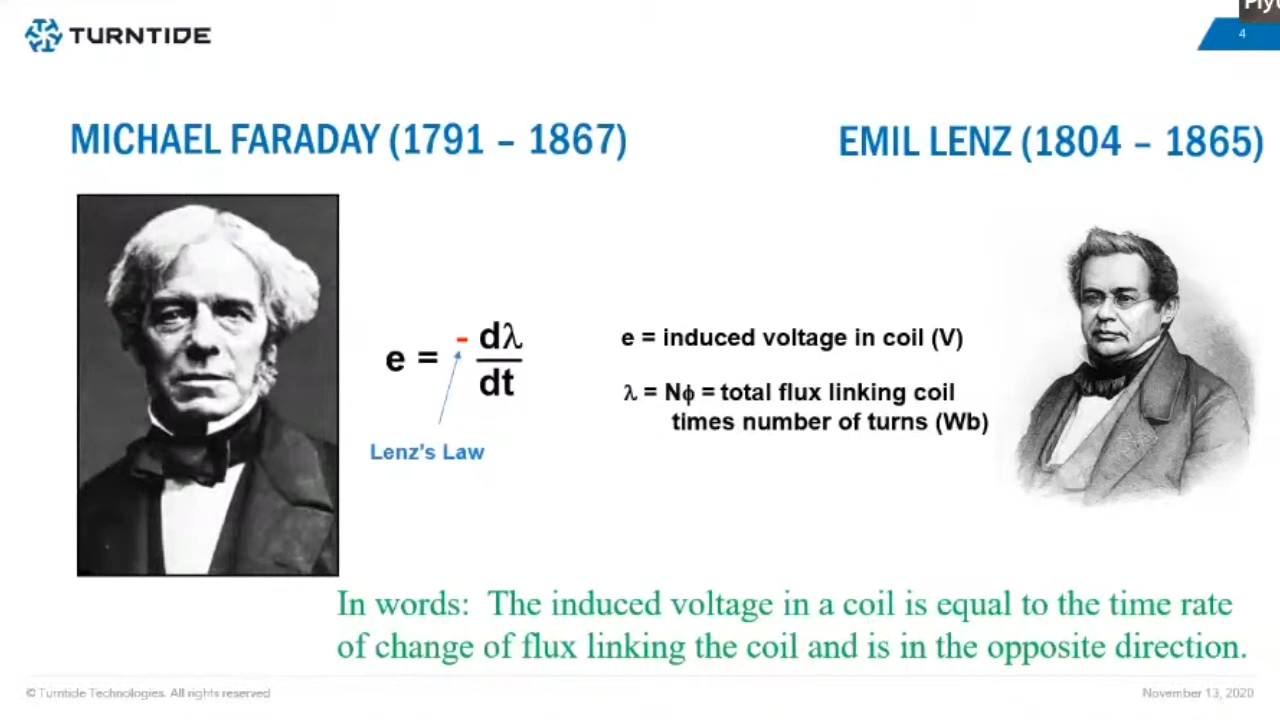 TURNTIDE
4
MICHAEL FARADAY (1791 – 1867)
EMIL LENZ (1804 – 1865)
e = - dλ
dt
Lenz's Law
e = induced voltage in coil (V)
λ = Nϕ = total flux linking coil
times number of turns (Wb)
In words: The induced voltage in a coil is equal to the time rate
of change of flux linking the coil and is in the opposite direction.
© Turntide Technologies. All rights reserved
November 13, 2020